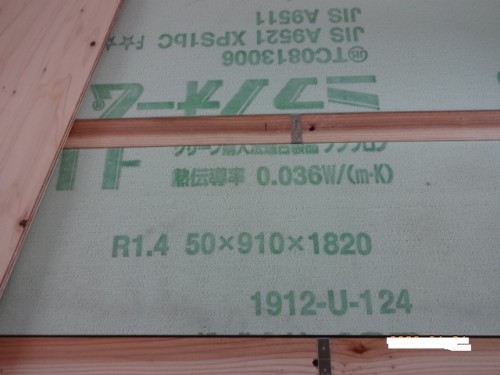 JIS A9511
JIS A9521 XPS1bC F☆☆
TC0813006
ミラフォーム
熱伝導率 0.036W/(m·K)
R1.4 50×910×1820
1912-U-124